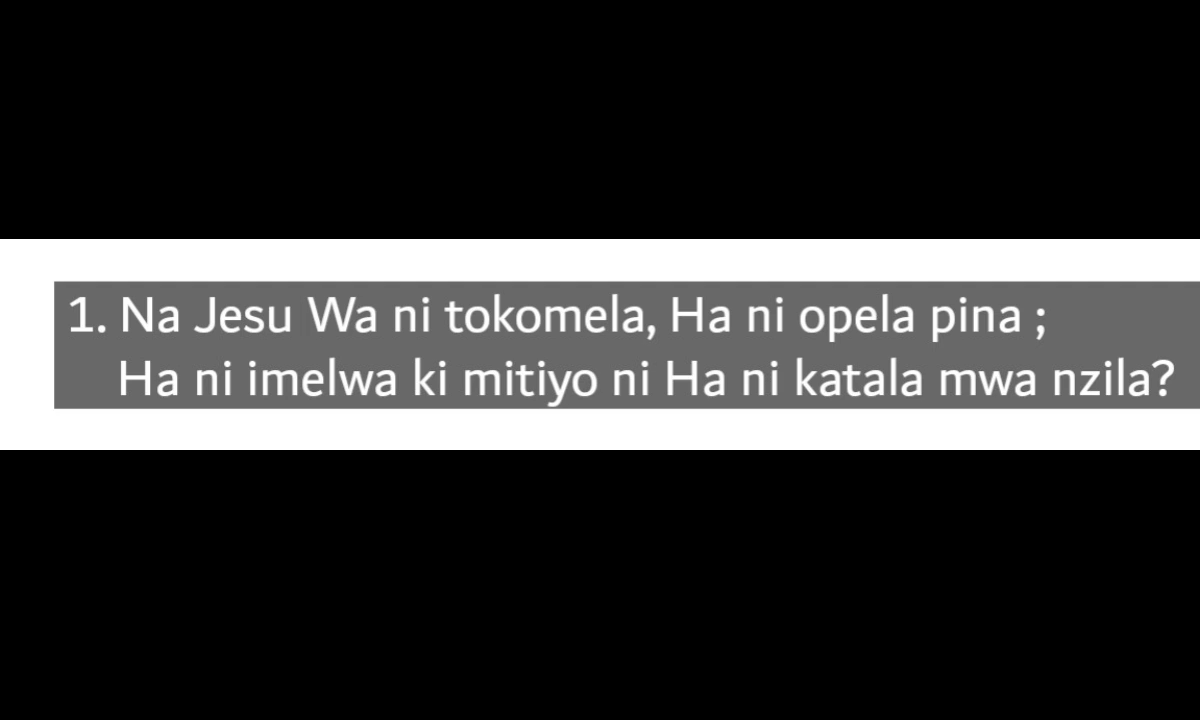 1. Na Jesu Wa ni tokomela, Ha ni opela pina ;
Ha ni imelwa ki mitiyo ni Ha ni katala mwa nzila?